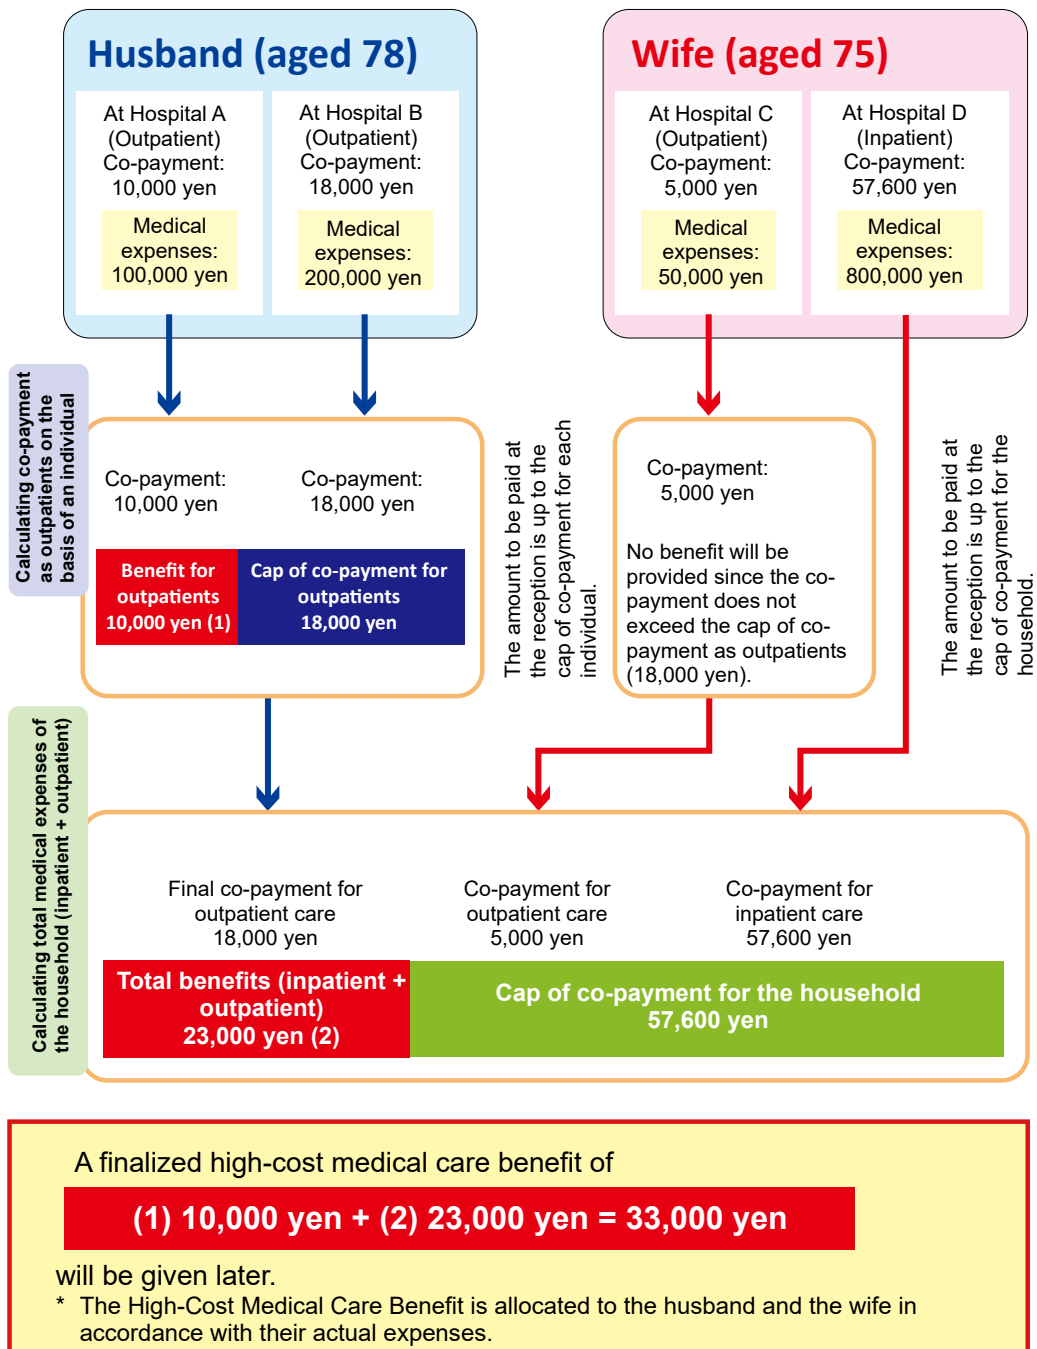 Husband (aged 78)
At Hospital A
(Outpatient)
Co-payment:
10,000 yen
Medical
expenses:
100,000 yen
At Hospital B
(Outpatient)
Co-payment:
18,000 yen
Medical
expenses:
200,000 yen
Wife (aged 75)
At Hospital C
(Outpatient)
Co-payment:
5,000 yen
Medical
expenses:
50,000 yen
At Hospital D
(Inpatient)
Co-payment:
57,600 yen
Medical
expenses:
800,000 yen
Calculating co-payment
as outpatients on the
basis of an individual
Co-payment:
10,000 yen
Co-payment:
18,000 yen
Benefit for
outpatients
10,000 yen (1)
Cap of co-payment for
outpatients
18,000 yen
The amount to be paid at
the reception is up to the
cap of co-payment for each
individual.
Co-payment:
5,000 yen
No benefit will be
provided since the co-
payment does not
exceed the cap of co-
payment as outpatients
(18,000 yen).
The amount to be paid at
the reception is up to the
cap of co-payment for the
household.
Calculating total medical expenses of
the household (inpatient + outpatient)
Final co-payment for
outpatient care
18,000 yen
Co-payment for
outpatient care
5,000 yen
Co-payment for
inpatient care
57,600 yen
Total benefits (inpatient +
outpatient)
23,000 yen (2)
Cap of co-payment for the household
57,600 yen
A finalized high-cost medical care benefit of
(1) 10,000 yen + (2) 23,000 yen = 33,000 yen
will be given later.
* The High-Cost Medical Care Benefit is allocated to the husband and the wife in
accordance with their actual expenses.